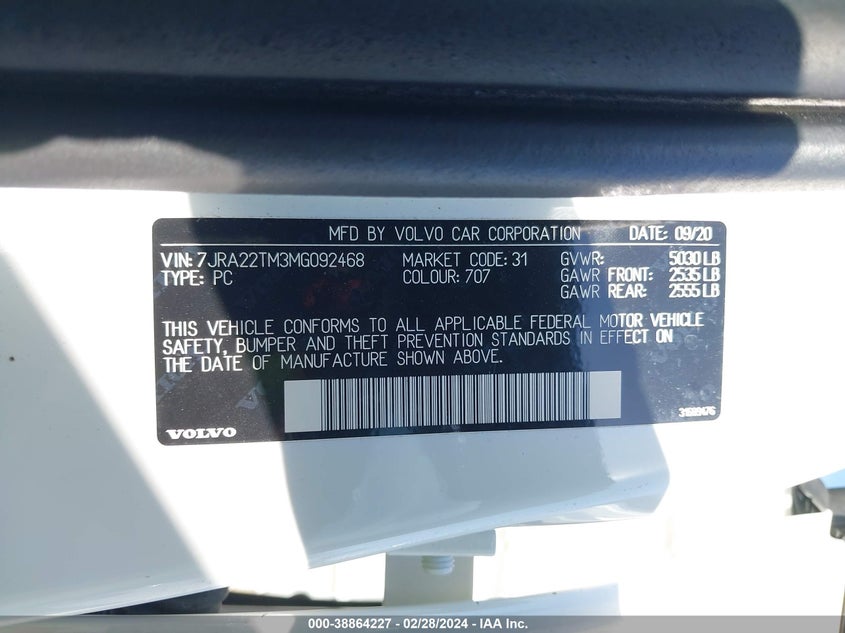 MFD BY VOLVO CAR CORPORATION DATE: 09/20
VIN: 7JRA22TM3MG092468 MARKET CODE: 31 GVWR: 5030 LB
TYPE: PC COLOUR: 707 GAWR FRONT: 2535 LB
GAWR REAR: 2555 LB
THIS VEHICLE CONFORMS TO ALL APPLICABLE FEDERAL MOTOR VEHICLE
SAFETY, BUMPER AND THEFT PREVENTION STANDARDS IN EFFECT ON
THE DATE OF MANUFACTURE SHOWN ABOVE.
VOLVO
000-38864227 - 02/28/2024 - IAA Inc.